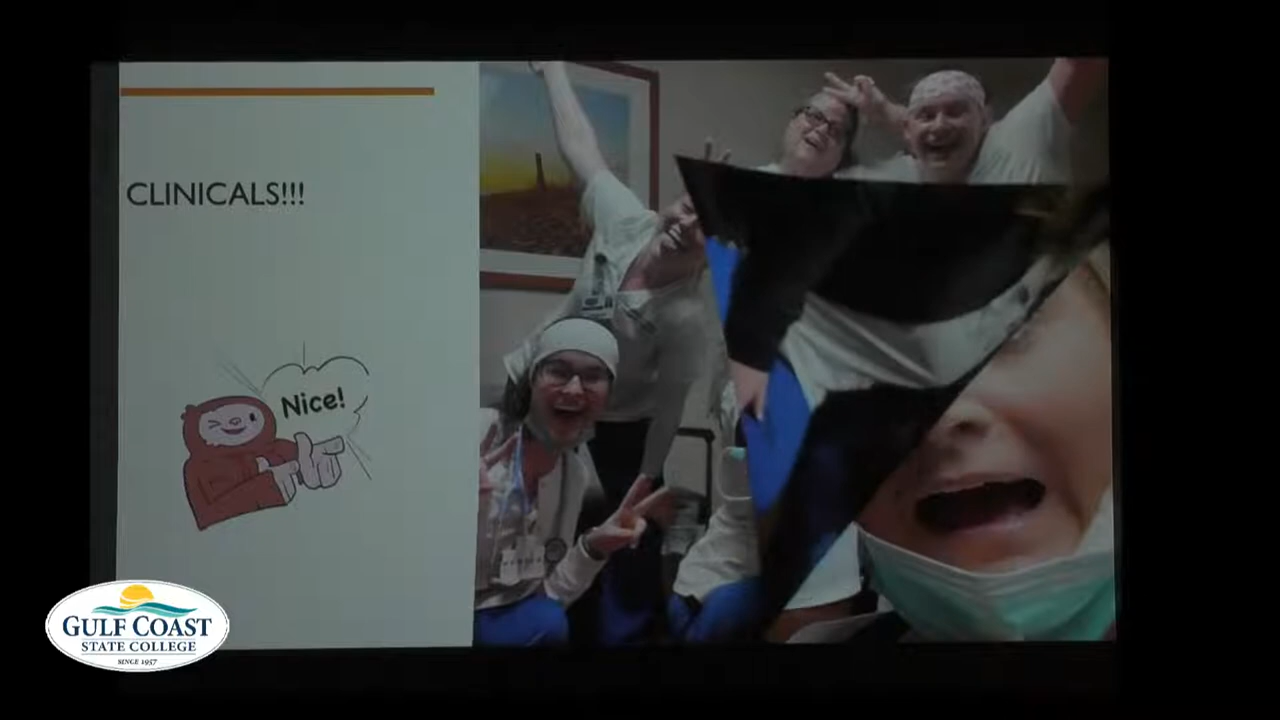 CLINICALS!!!
Nice!
GULF COAST
STATE COLLEGE
SINCE 1957